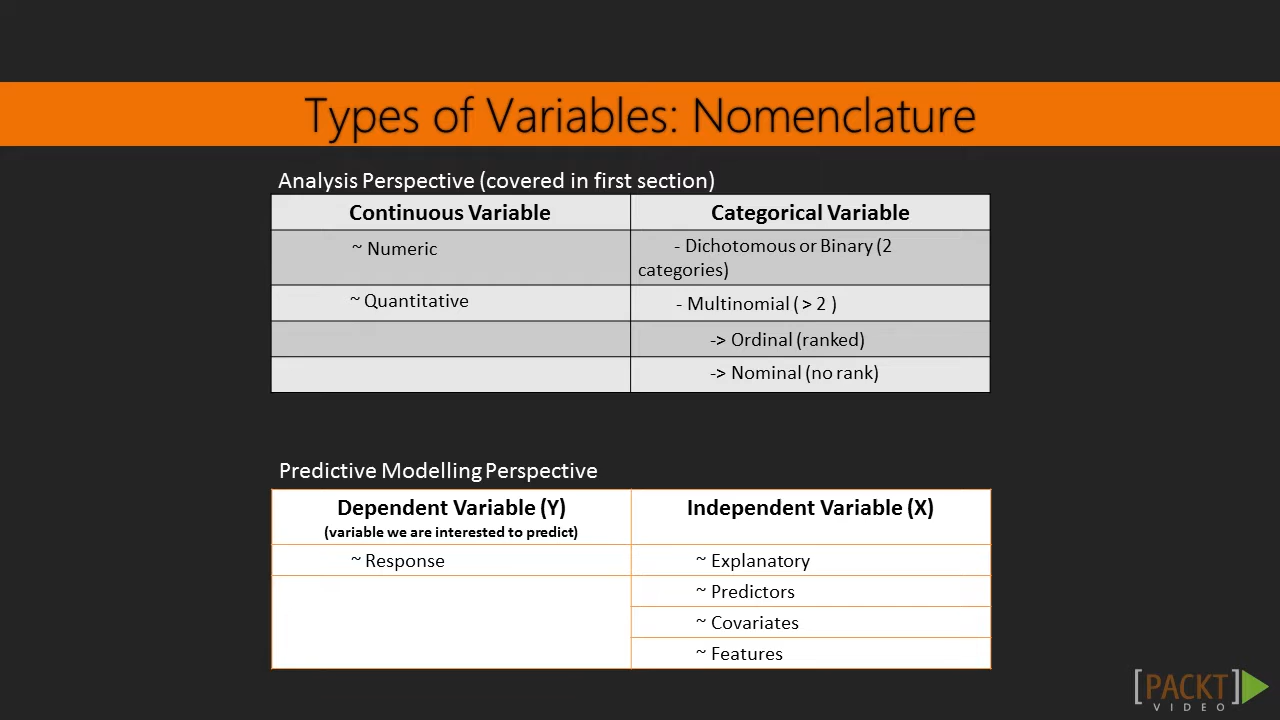 Types of Variables: Nomenclature
Analysis Perspective (covered in first section)
Continuous Variable
Categorical Variable
~ Numeric
- Dichotomous or Binary (2
categories)
~ Quantitative
- Multinomial ( > 2 )
-> Ordinal (ranked)
-> Nominal (no rank)
Predictive Modelling Perspective
Dependent Variable (Y)
(variable we are interested to predict)
Independent Variable (X)
~ Response
~ Explanatory
~ Predictors
~ Covariates
~ Features
[PACKT]
VIDEO